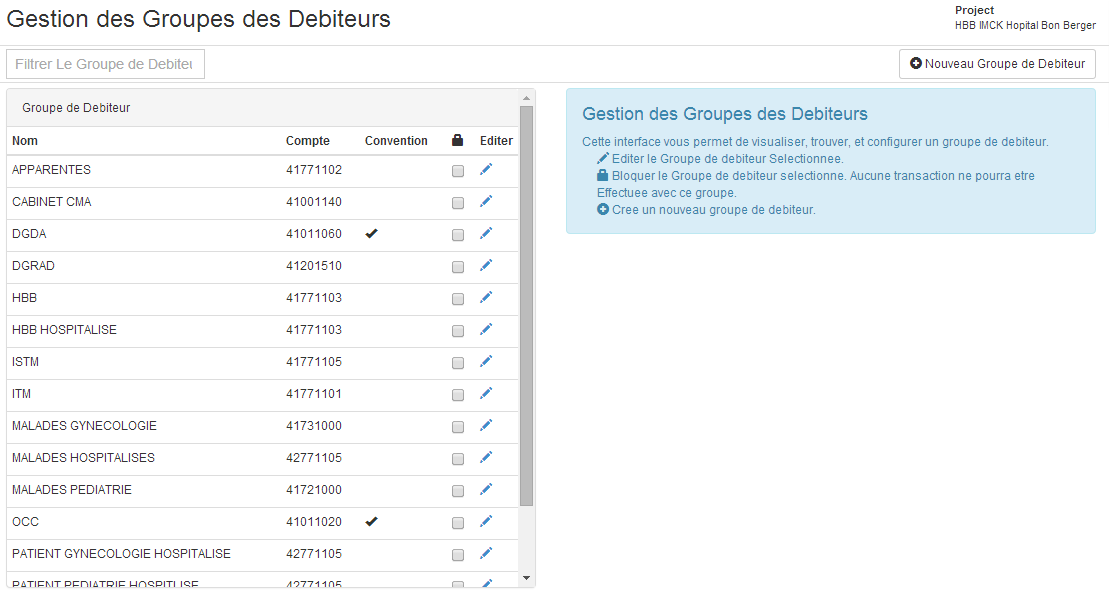 Gestion des Groupes des Debiteurs
Project
HBB IMCK Hopital Bon Berger
Filtrer Le Groupe de Debiteu
Nouveau Groupe de Debiteur
Groupe de Debiteur
Nom Compte Convention Editer
APPARENTES 41771102
CABINET CMA 41001140
DGDA 41011060
DGRAD 41201510
HBB 41771103
HBB HOSPITALISE 41771103
ISTM 41771105
ITM 41771101
MALADES GYNECOLOGIE 41731000
MALADES HOSPITALISES 42771105
MALADES PEDIATRIE 41721000
OCC 41011020
PATIENT GYNECOLOGIE HOSPITALISE 42771105
PATIENT PEDIATRIE HOSPITLISE 42771105
Gestion des Groupes des Debiteurs
Cette interface vous permet de visualiser, trouver, et configurer un groupe de debiteur.
Editer le Groupe de debiteur Selectionnee.
Bloquer le Groupe de debiteur selectionne. Aucune transaction ne pourra etre
Effectuee avec ce groupe.
Cree un nouveau groupe de debiteur.